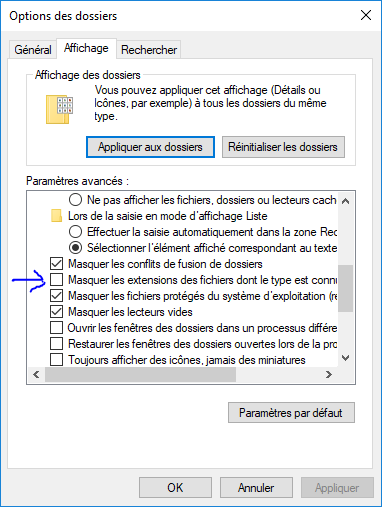 Options des dossiers
Général
Affichage
Rechercher
Affichage des dossiers
Vous pouvez appliquer cet affichage (Détails ou
Icônes, par exemple) à tous les dossiers du même
type.
Appliquer aux dossiers
Réinitialiser les dossiers
Paramètres avancés :
Ne pas afficher les fichiers, dossiers ou lecteurs cach
Lors de la saisie en mode d'affichage Liste
Effectuer la saisie automatiquement dans la zone Rec
Sélectionner l'élément affiché correspondant au texte
Masquer les conflits de fusion de dossiers
Masquer les extensions des fichiers dont le type est conn
Masquer les fichiers protégés du système d'exploitation (re
Masquer les lecteurs vides
Ouvrir les fenêtres des dossiers dans un processus différe
Restaurer les fenêtres des dossiers ouvertes lors de la pro
Toujours afficher des icônes, jamais des miniatures
Paramètres par défaut
OK
Annuler
Appliquer